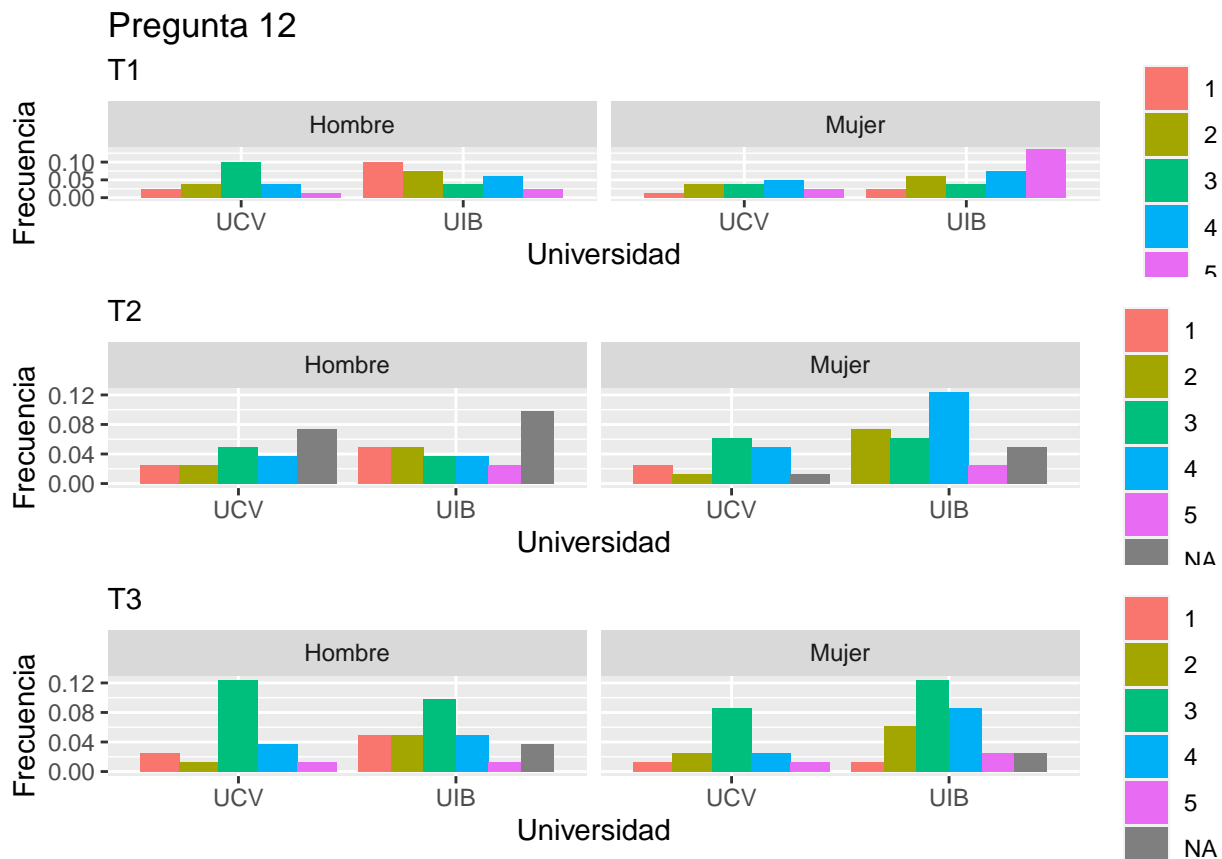 Pregunta 12
T1
Hombre
Mujer
Frecuencia
0.10
0.05
0.00
UCV
UIB
UCV
UIB
Universidad
1
2
3
4
5
T2
Hombre
Mujer
Frecuencia
0.12
0.08
0.04
0.00
UCV
UIB
UCV
UIB
Universidad
1
2
3
4
5
NA
T3
Hombre
Mujer
Frecuencia
0.12
0.08
0.04
0.00
UCV
UIB
UCV
UIB
Universidad
1
2
3
4
5
NA